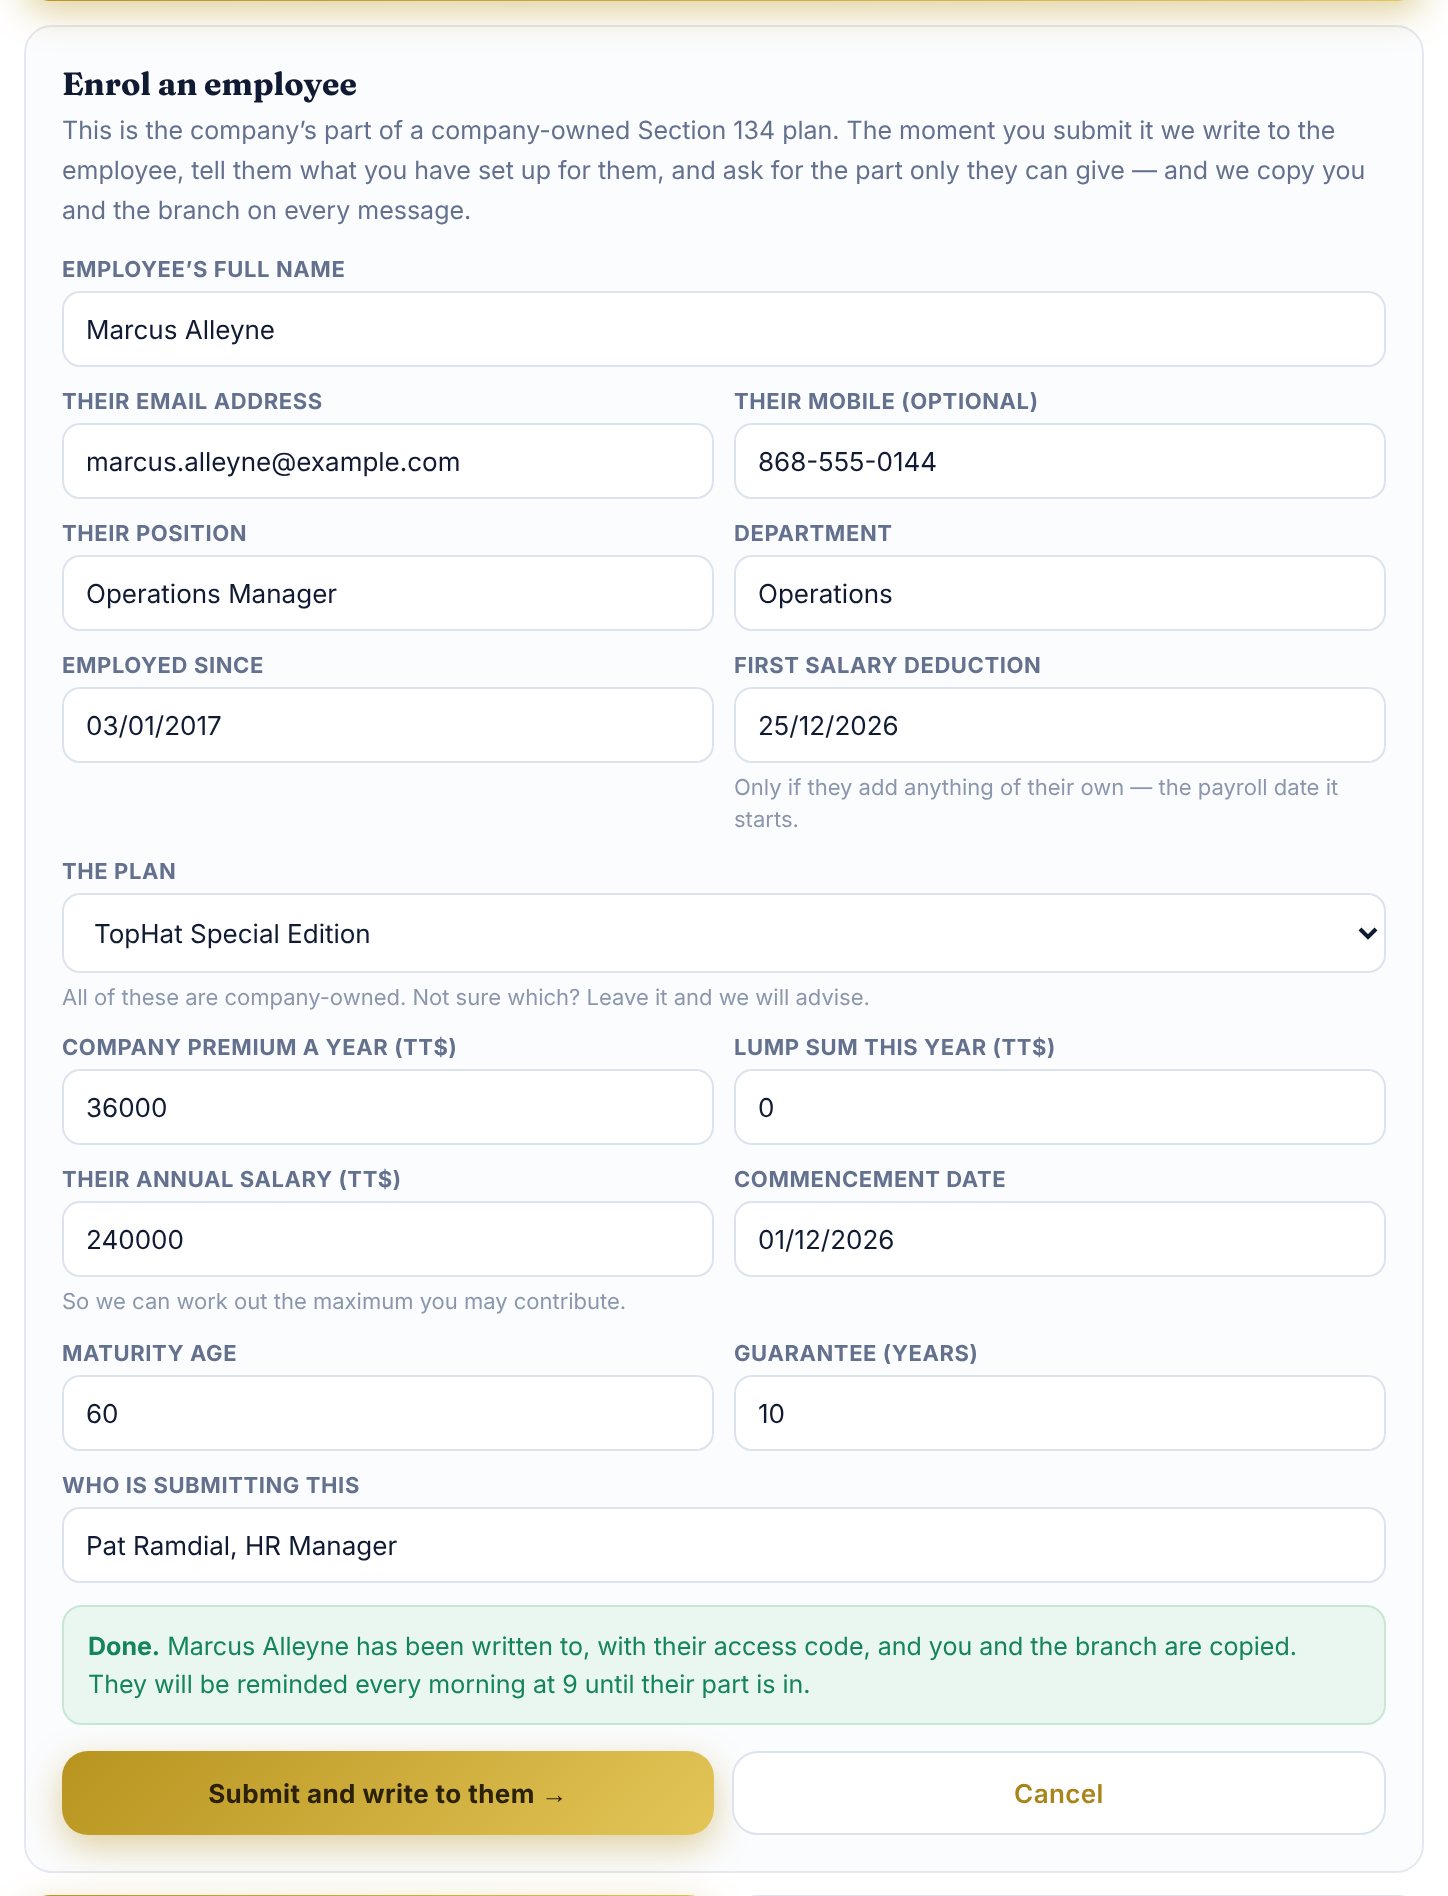 Enrol an employee
This is the company’s part of a company-owned Section 134 plan. The moment you submit it we write to the
employee, tell them what you have set up for them, and ask for the part only they can give — and we copy you
and the branch on every message.
EMPLOYEE’S FULL NAME
Marcus Alleyne
THEIR EMAIL ADDRESS
THEIR MOBILE (OPTIONAL)
marcus.alleyne@example.com
868-555-0144
THEIR POSITION
DEPARTMENT
Operations Manager
Operations
EMPLOYED SINCE
FIRST SALARY DEDUCTION
03/01/2017
25/12/2026
Only if they add anything of their own — the payroll date it
starts.
THE PLAN
TopHat Special Edition
All of these are company-owned. Not sure which? Leave it and we will advise.
COMPANY PREMIUM A YEAR (TT$)
LUMP SUM THIS YEAR (TT$)
36000
0
THEIR ANNUAL SALARY (TT$)
COMMENCEMENT DATE
240000
01/12/2026
So we can work out the maximum you may contribute.
MATURITY AGE
GUARANTEE (YEARS)
60
10
WHO IS SUBMITTING THIS
Pat Ramdial, HR Manager
Done. Marcus Alleyne has been written to, with their access code, and you and the branch are copied.
They will be reminded every morning at 9 until their part is in.
Submit and write to them →
Cancel